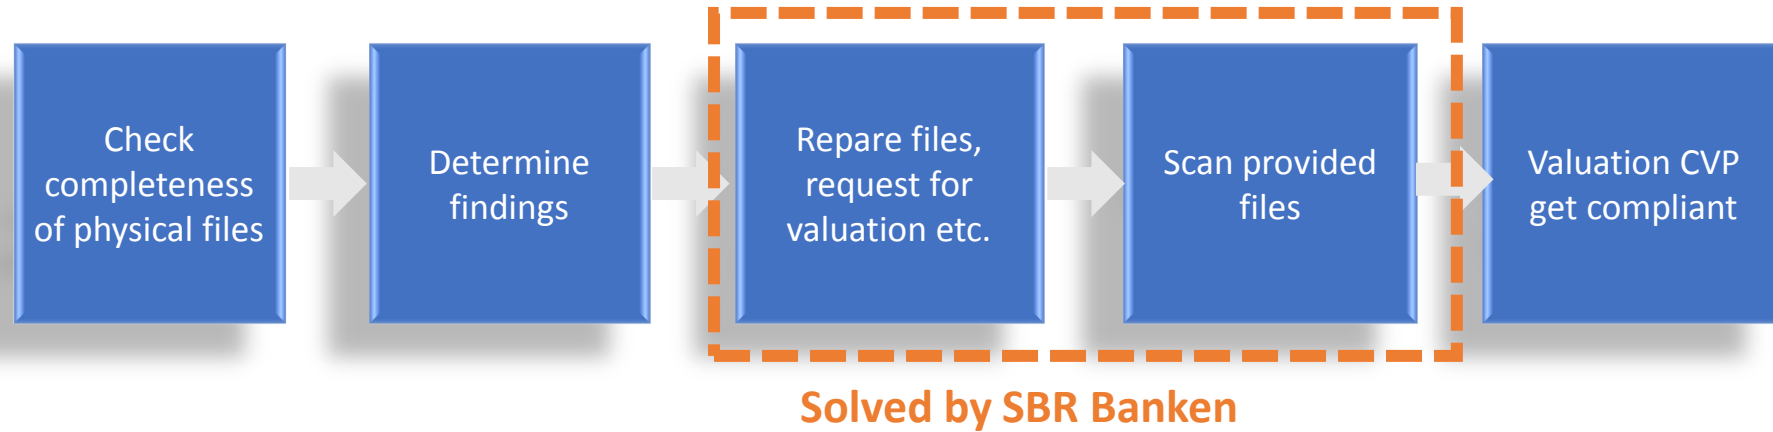 Check
completeness
of physical files
Determine
findings
Repare files,
request for
valuation etc.
Scan provided
files
Valuation CVP
get compliant
Solved by SBR Banken